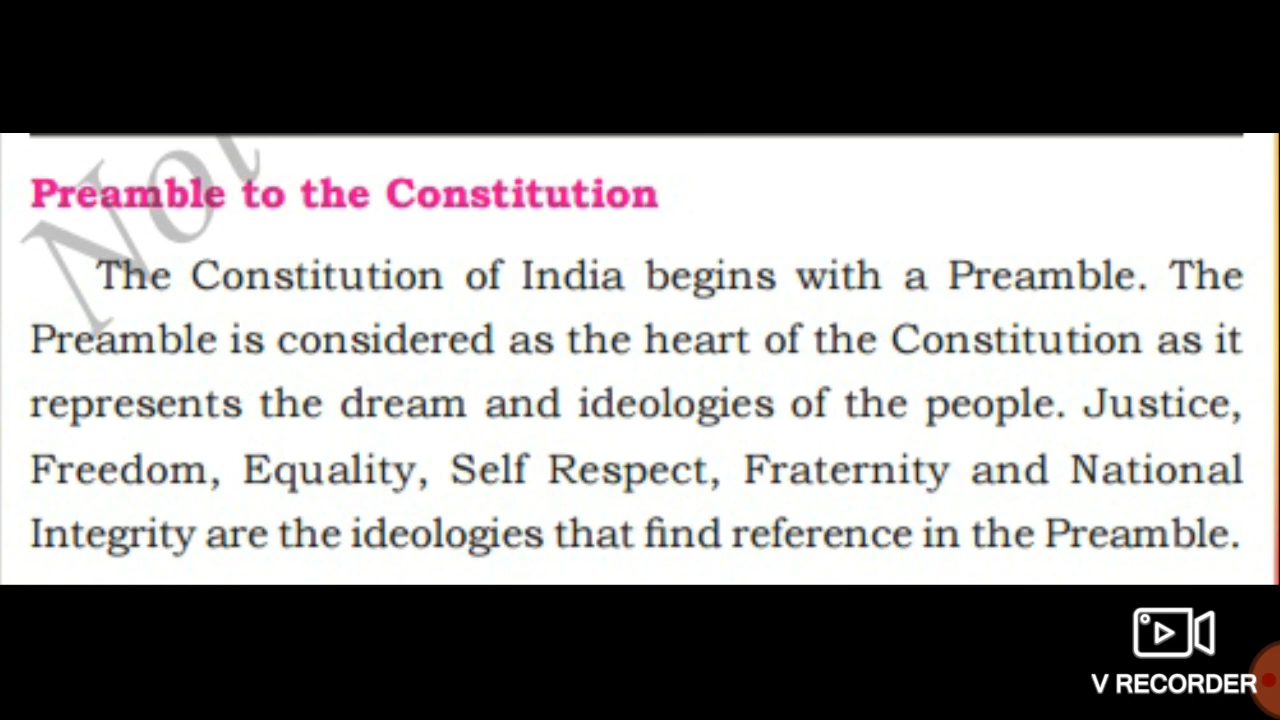 Not
Preamble to the Constitution
The Constitution of India begins with a Preamble. The
Preamble is considered as the heart of the Constitution as it
represents the dream and ideologies of the people. Justice,
Freedom, Equality, Self Respect, Fraternity and National
Integrity are the ideologies that find reference in the Preamble.
V RECORDER